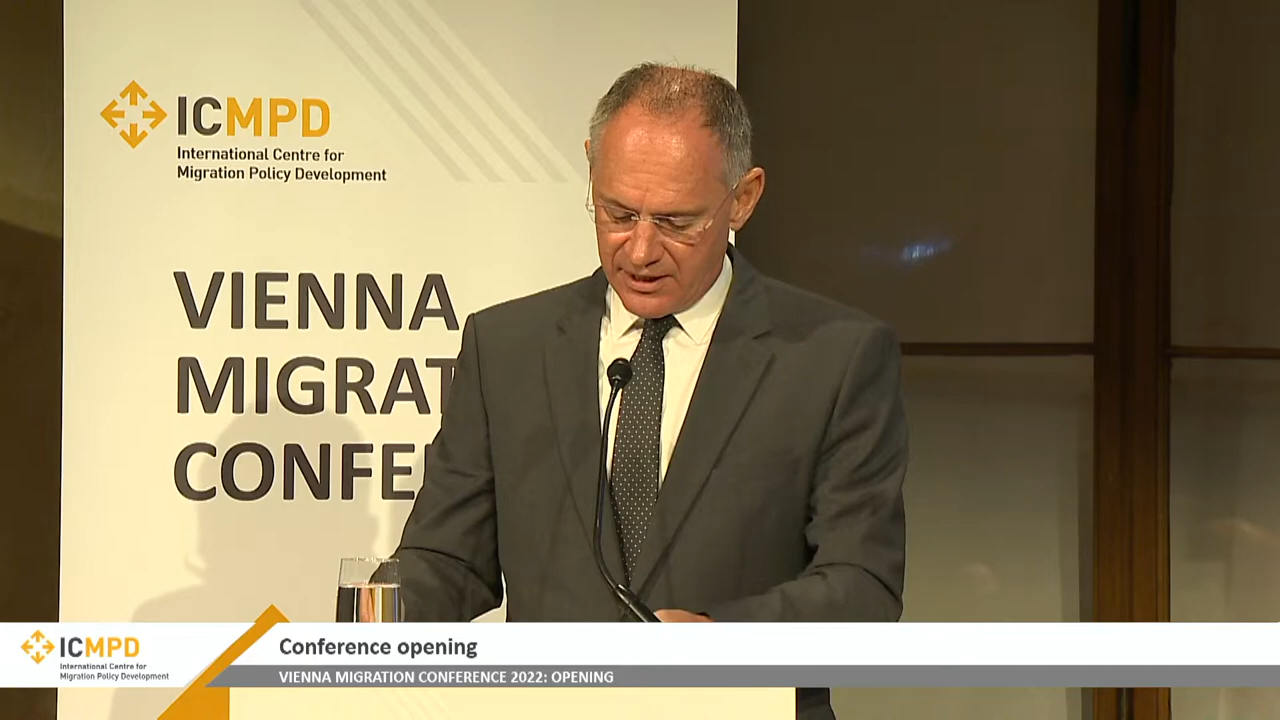 ICMPD
International Centre for
Migration Policy Development
VIENNA
MIGRAT
CONFE
ICMPD
International Centre for
Migration Policy Development
Conference opening
VIENNA MIGRATION CONFERENCE 2022: OPENING